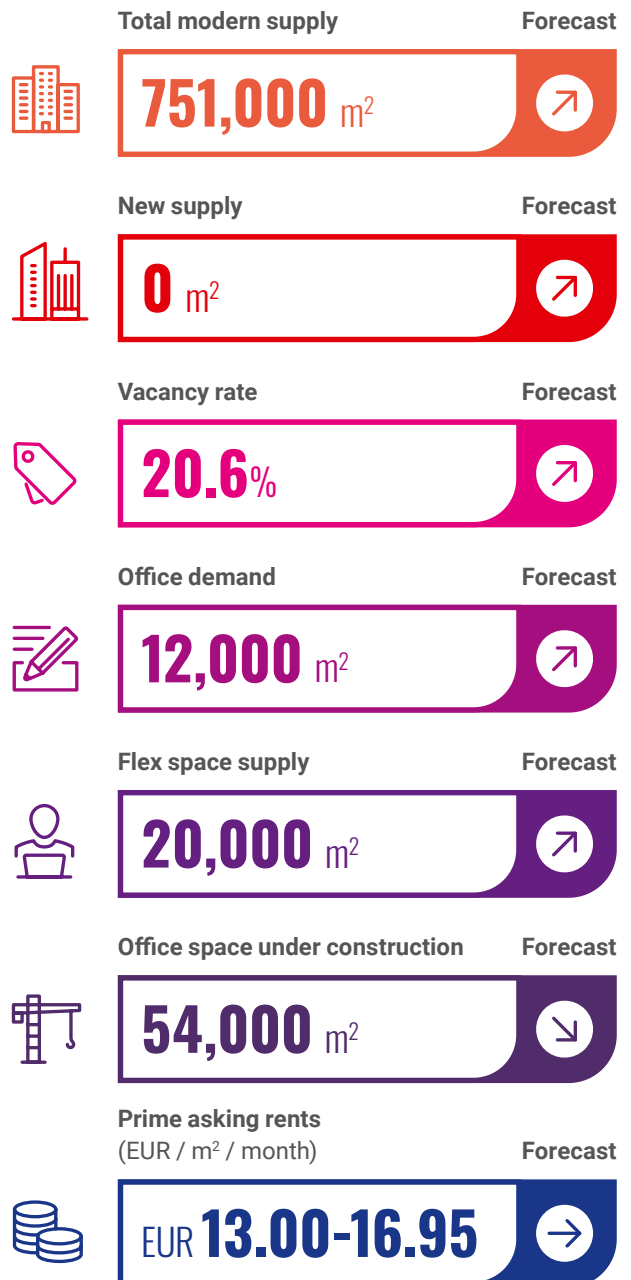 Total modern supply Forecast
751,000 m²
New supply Forecast
0 m²
Vacancy rate Forecast
20.6%
Office demand Forecast
12,000 m²
Flex space supply Forecast
20,000 m²
Office space under construction Forecast
54,000 m²
Prime asking rents
(EUR / m² / month) Forecast
EUR 13.00-16.95